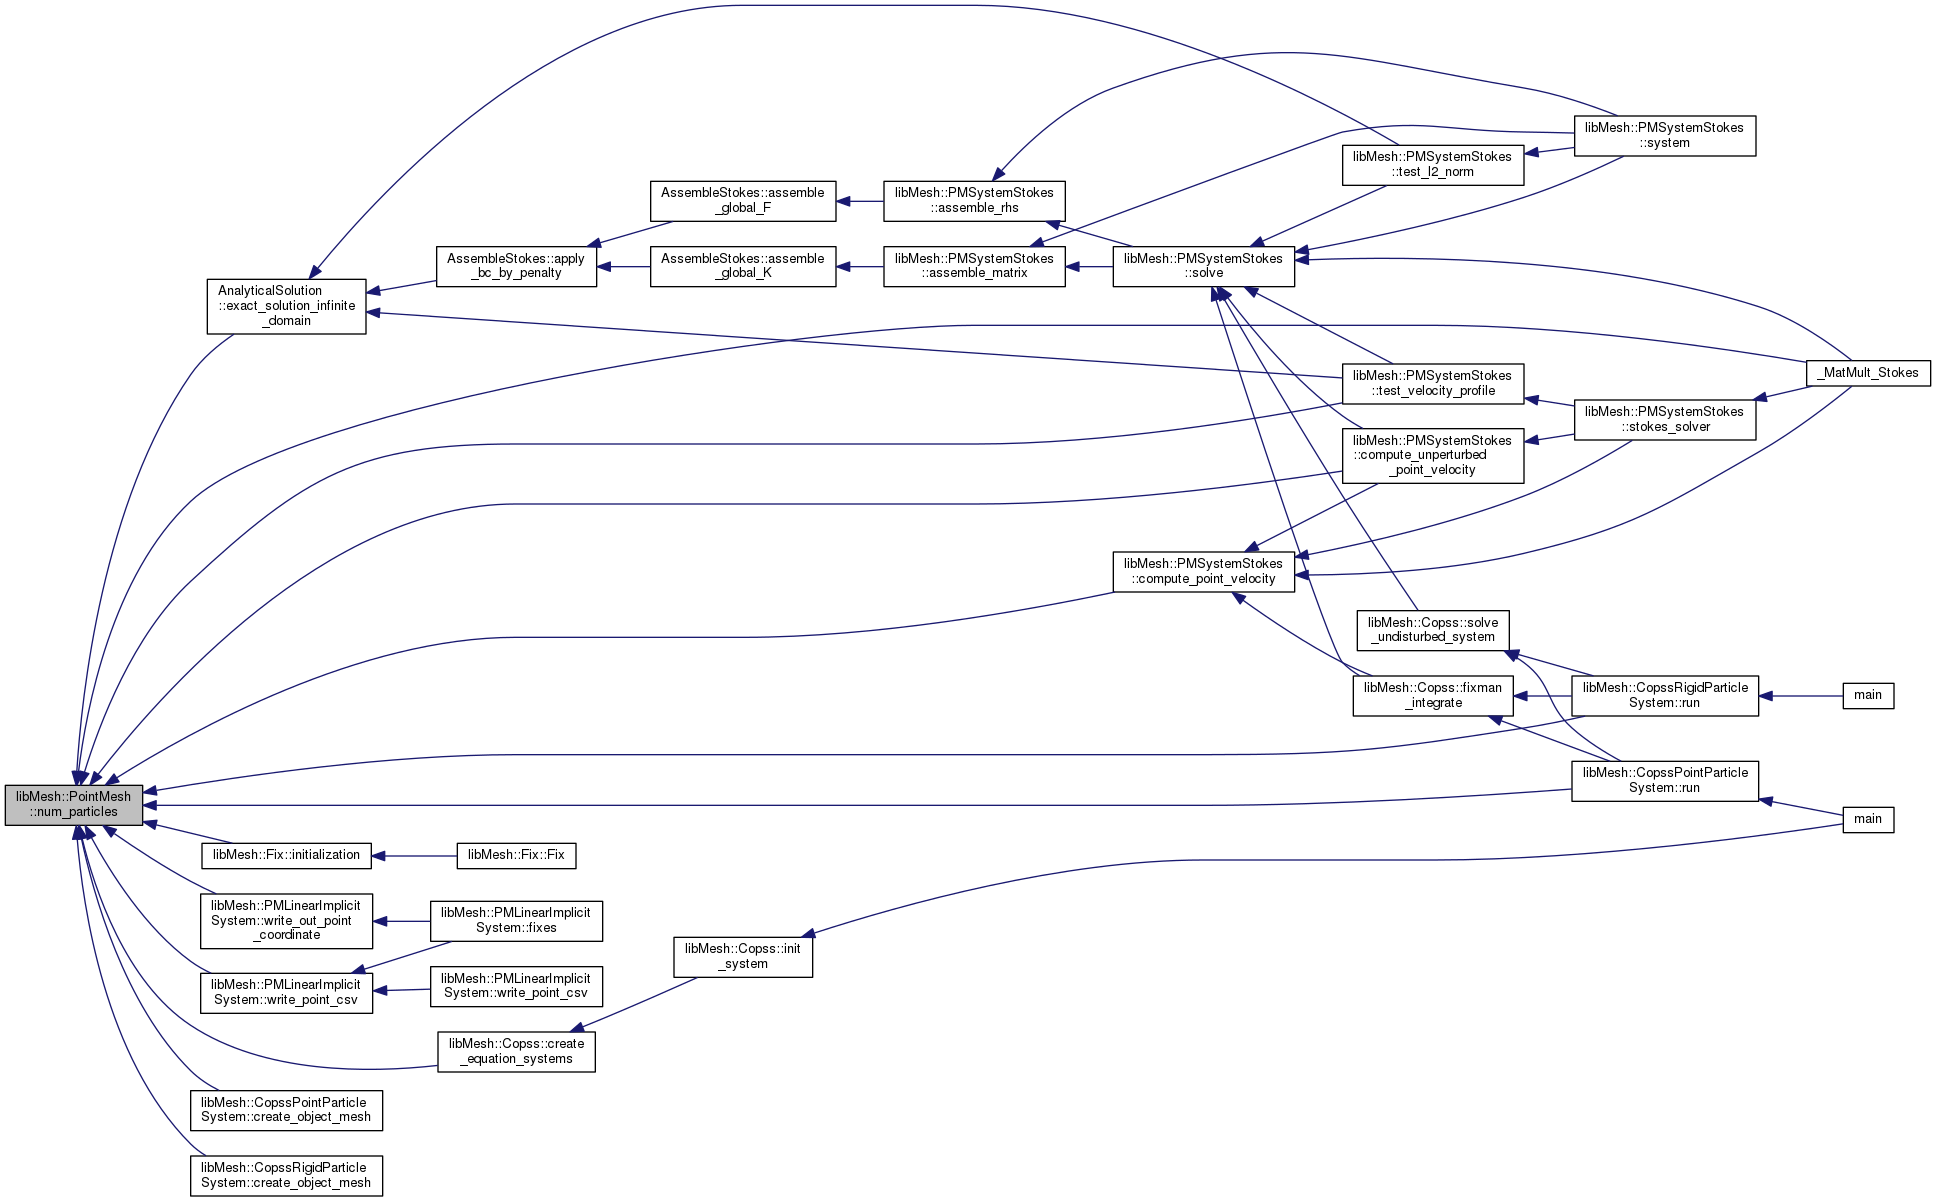 libMesh::PMSystemStokes
::system
libMesh::PMSystemStokes
::test_l2_norm
AssembleStokes::assemble
_global_F
libMesh::PMSystemStokes
::assemble_rhs
AssembleStokes::apply
_bc_by_penalty
AssembleStokes::assemble
_global_K
libMesh::PMSystemStokes
::assemble_matrix
libMesh::PMSystemStokes
::solve
AnalyticalSolution
::exact_solution_infinite
_domain
_MatMult_Stokes
libMesh::PMSystemStokes
::test_velocity_profile
libMesh::PMSystemStokes
::stokes_solver
libMesh::PMSystemStokes
::compute_unperturbed
_point_velocity
libMesh::PMSystemStokes
::compute_point_velocity
libMesh::Copss::solve
_undisturbed_system
libMesh::Copss::fixman
_integrate
libMesh::CopssRigidParticle
System::run
main
libMesh::CopssPointParticle
System::run
main
libMesh::PointMesh
::num_particles
libMesh::Fix::initialization
libMesh::Fix::Fix
libMesh::PMLinearImplicit
System::write_out_point
_coordinate
libMesh::PMLinearImplicit
System::fixes
libMesh::PMLinearImplicit
System::write_point_csv
libMesh::PMLinearImplicit
System::write_point_csv
libMesh::Copss::init
_system
libMesh::Copss::create
_equation_systems
libMesh::CopssPointParticle
System::create_object_mesh
libMesh::CopssRigidParticle
System::create_object_mesh